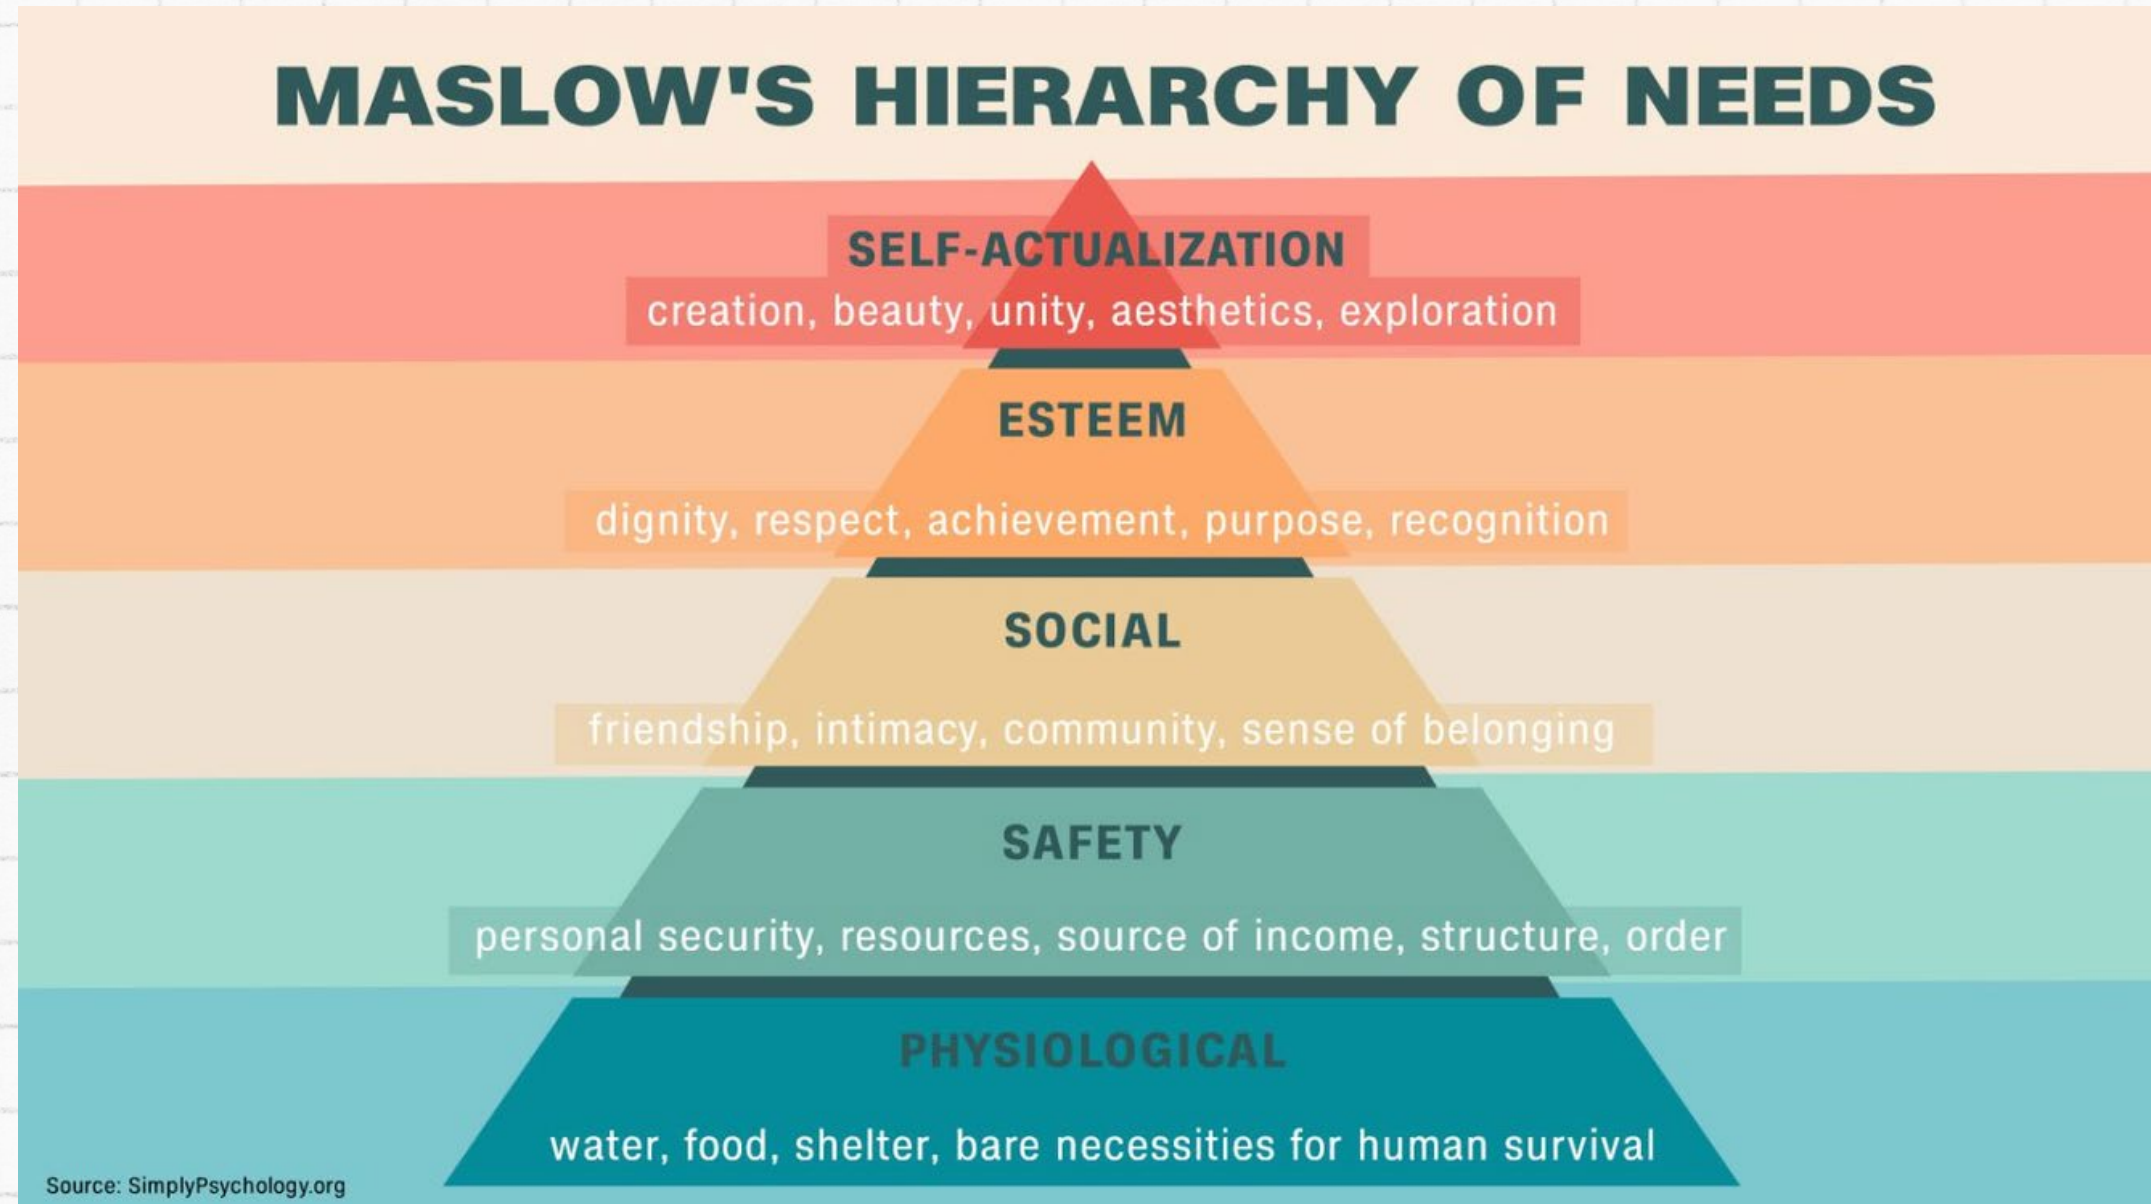 MASLOW'S HIERARCHY OF NEEDS
SELF-ACTUALIZATION
creation, beauty, unity, aesthetics, exploration
ESTEEM
dignity, respect, achievement, purpose, recognition
SOCIAL
friendship, intimacy, community, sense of belonging
SAFETY
personal security, resources, source of income, structure, order
PHYSIOLOGICAL
water, food, shelter, bare necessities for human survival
Source: SimplyPsychology.org